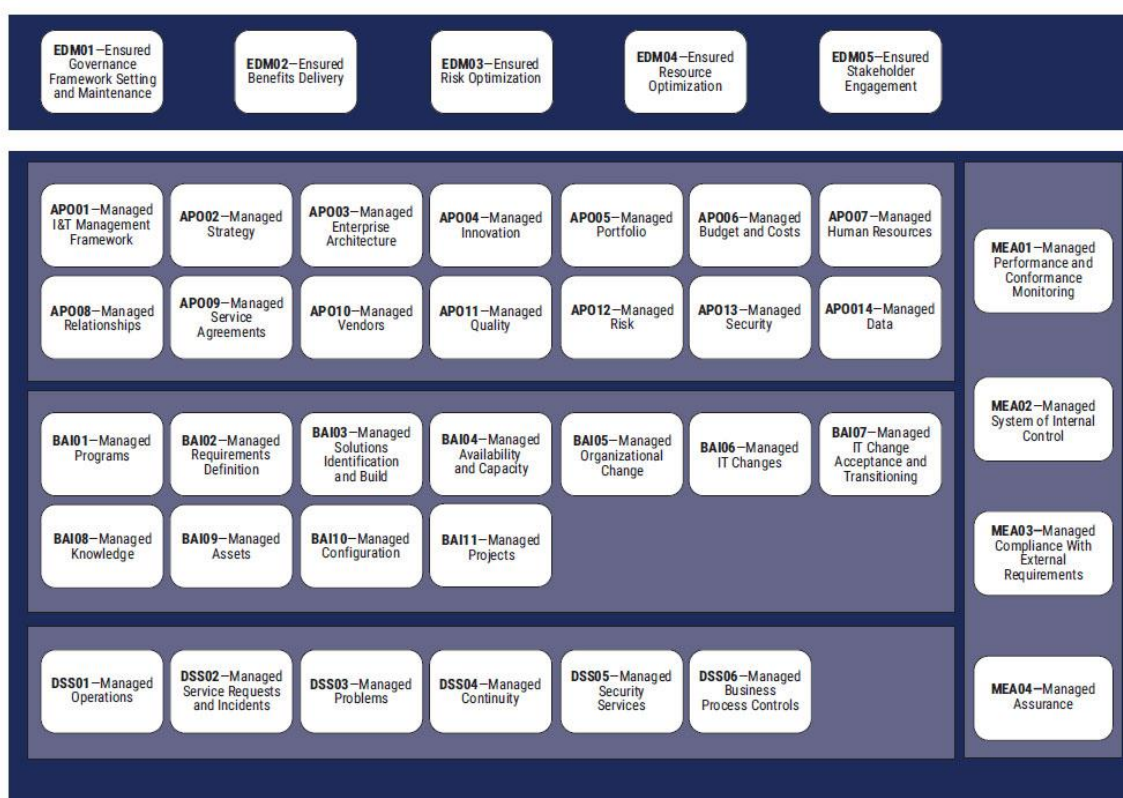 EDM01—Ensured
Governance
Framework Setting
and Maintenance
EDM02—Ensured
Benefits Delivery
EDM03—Ensured
Risk Optimization
EDM04—Ensured
Resource
Optimization
EDM05—Ensured
Stakeholder
Engagement
APO01—Managed
I&T Management
Framework
APO02—Managed
Strategy
APO03—Managed
Enterprise
Architecture
APO04—Managed
Innovation
APO05—Managed
Portfolio
APO06—Managed
Budget and Costs
APO07—Managed
Human Resources
APO08—Managed
Relationships
APO09—Managed
Service
Agreements
APO10—Managed
Vendors
APO11—Managed
Quality
APO12—Managed
Risk
APO13—Managed
Security
APO014—Managed
Data
BAI01—Managed
Programs
BAI02—Managed
Requirements
Definition
BAI03—Managed
Solutions
Identification
and Build
BAI04—Managed
Availability
and Capacity
BAI05—Managed
Organizational
Change
BAI06—Managed
IT Changes
BAI07—Managed
IT Change
Acceptance and
Transitioning
BAI08—Managed
Knowledge
BAI09—Managed
Assets
BAI10—Managed
Configuration
BAI11—Managed
Projects
DSS01—Managed
Operations
DSS02—Managed
Service Requests
and Incidents
DSS03—Managed
Problems
DSS04—Managed
Continuity
DSS05—Managed
Security
Services
DSS06—Managed
Business
Process Controls
MEA01—Managed
Performance and
Conformance
Monitoring
MEA02—Managed
System of Internal
Control
MEA03—Managed
Compliance With
External
Requirements
MEA04—Managed
Assurance